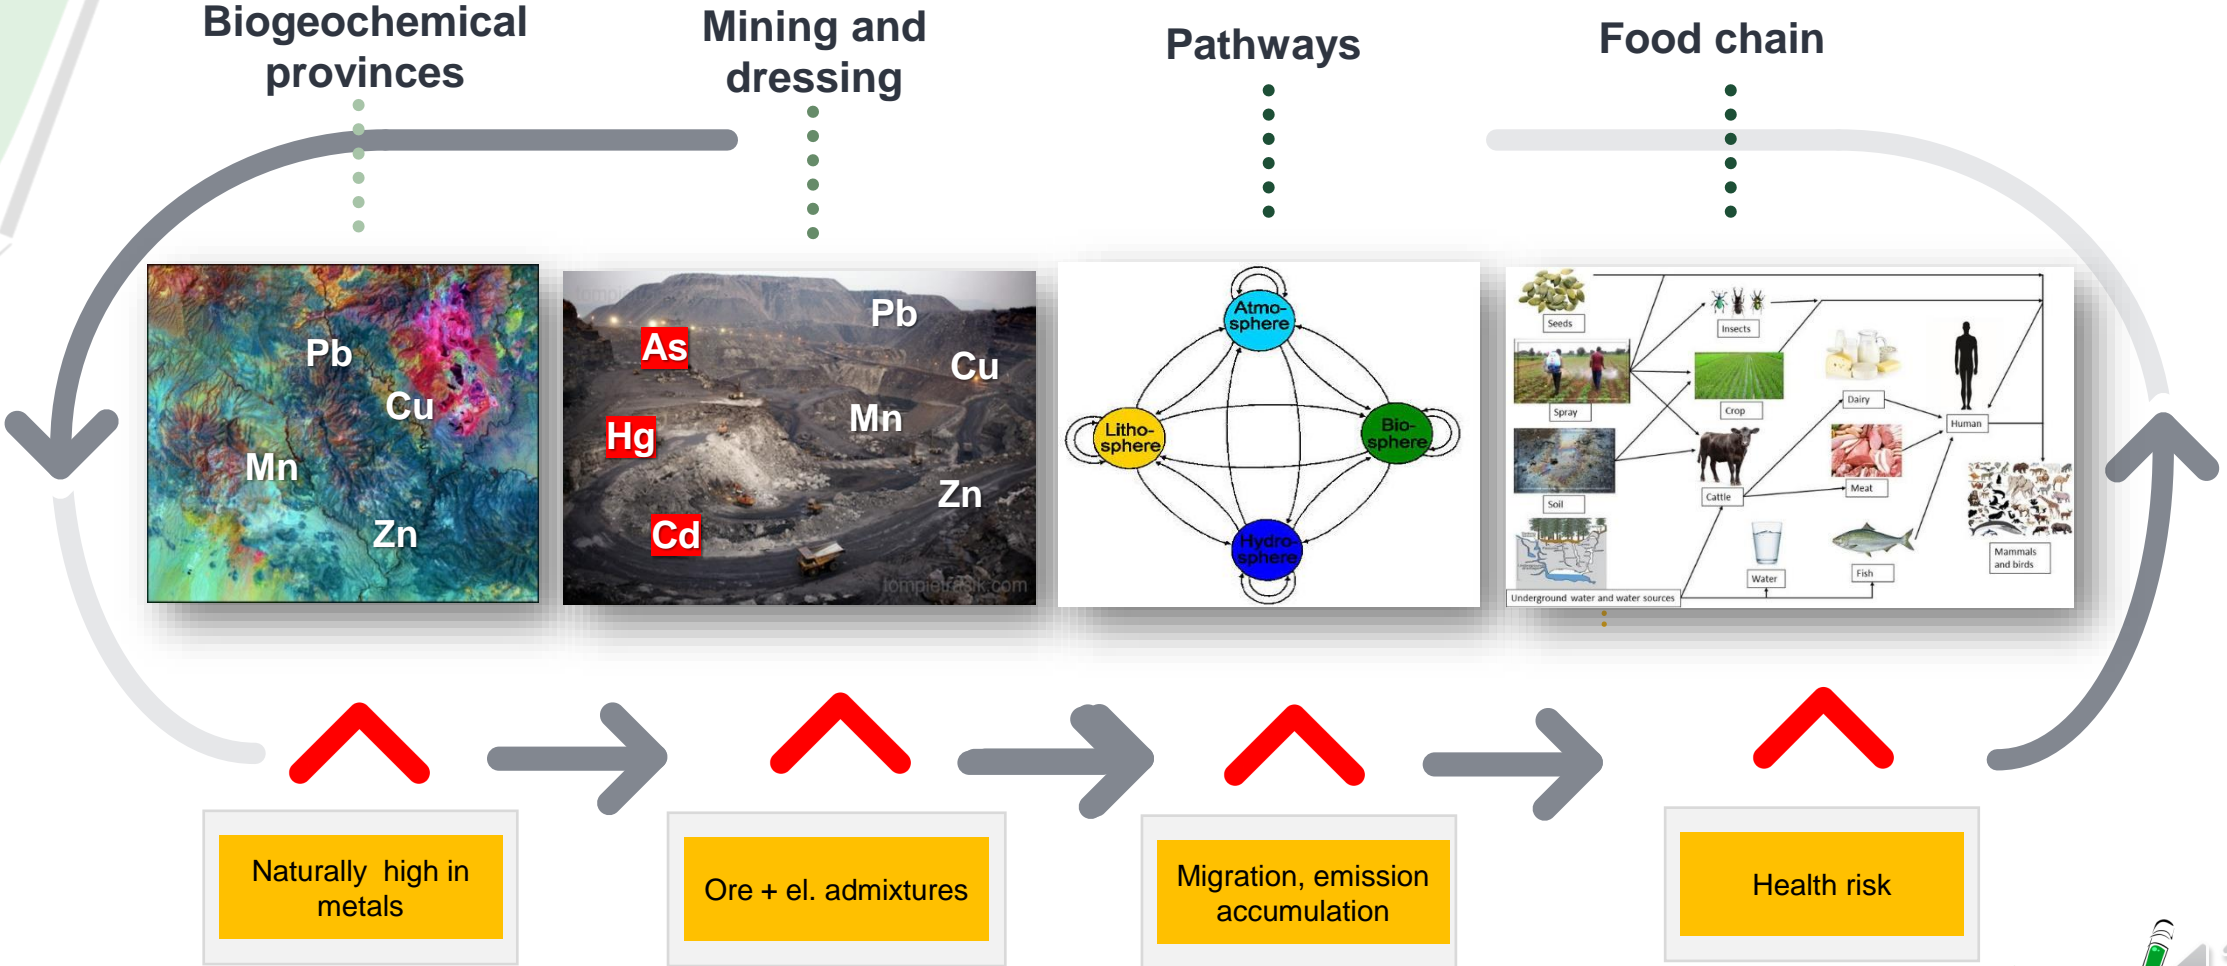 Biogeochemical
provinces
Mining and
dressing
Pathways
Food chain
Pb
Cu
Mn
Zn
As
Pb
Cu
Mn
Hg
Zn
Cd
tompietrasik.com
Atmo-
sphere
Litho-
sphere
Bio-
sphere
Hydro-
sphere
Seeds
Insects
Spray
Crop
Dairy
Human
Soil
Cattle
Meat
Water
Fish
Mammals
and birds
Underground water and water sources
Naturally high in
metals
Ore + el. admixtures
Migration, emission
accumulation
Health risk